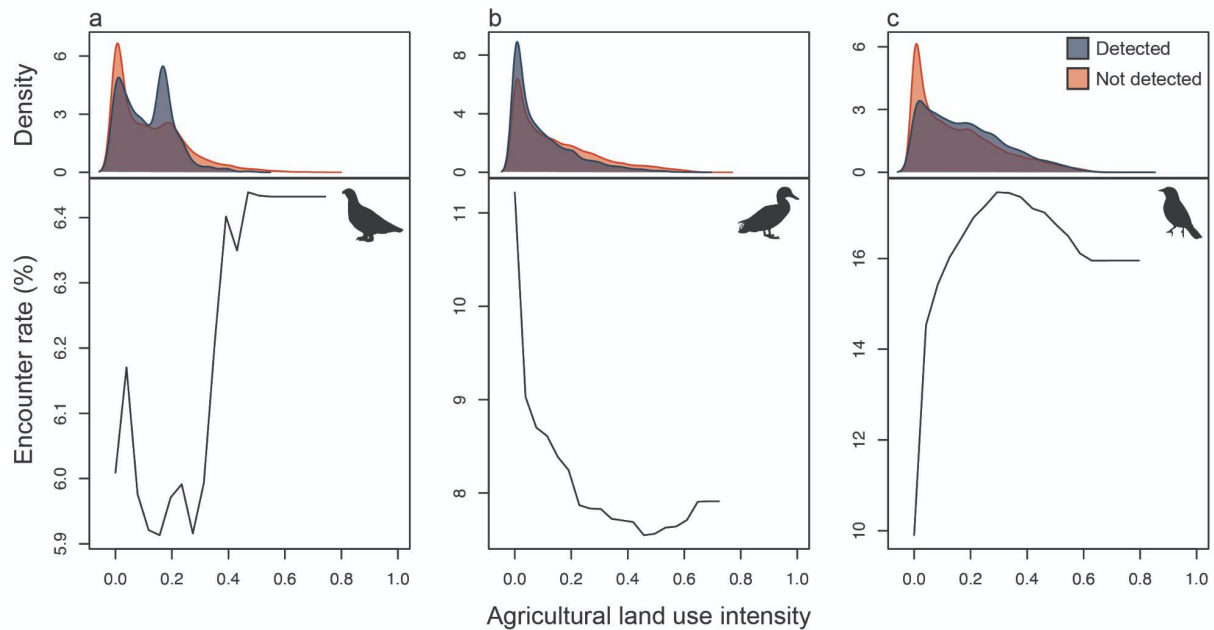 a
b
c
Density
6
3
0
8
4
0
6
3
0
Detected
Not detected
Encounter rate (%)
6.4
6.3
6.2
6.1
6.0
5.9
11
10
9
8
16
14
12
10
0.0 0.2 0.4 0.6 0.8 1.0
0.0 0.2 0.4 0.6 0.8 1.0
0.0 0.2 0.4 0.6 0.8 1.0
Agricultural land use intensity